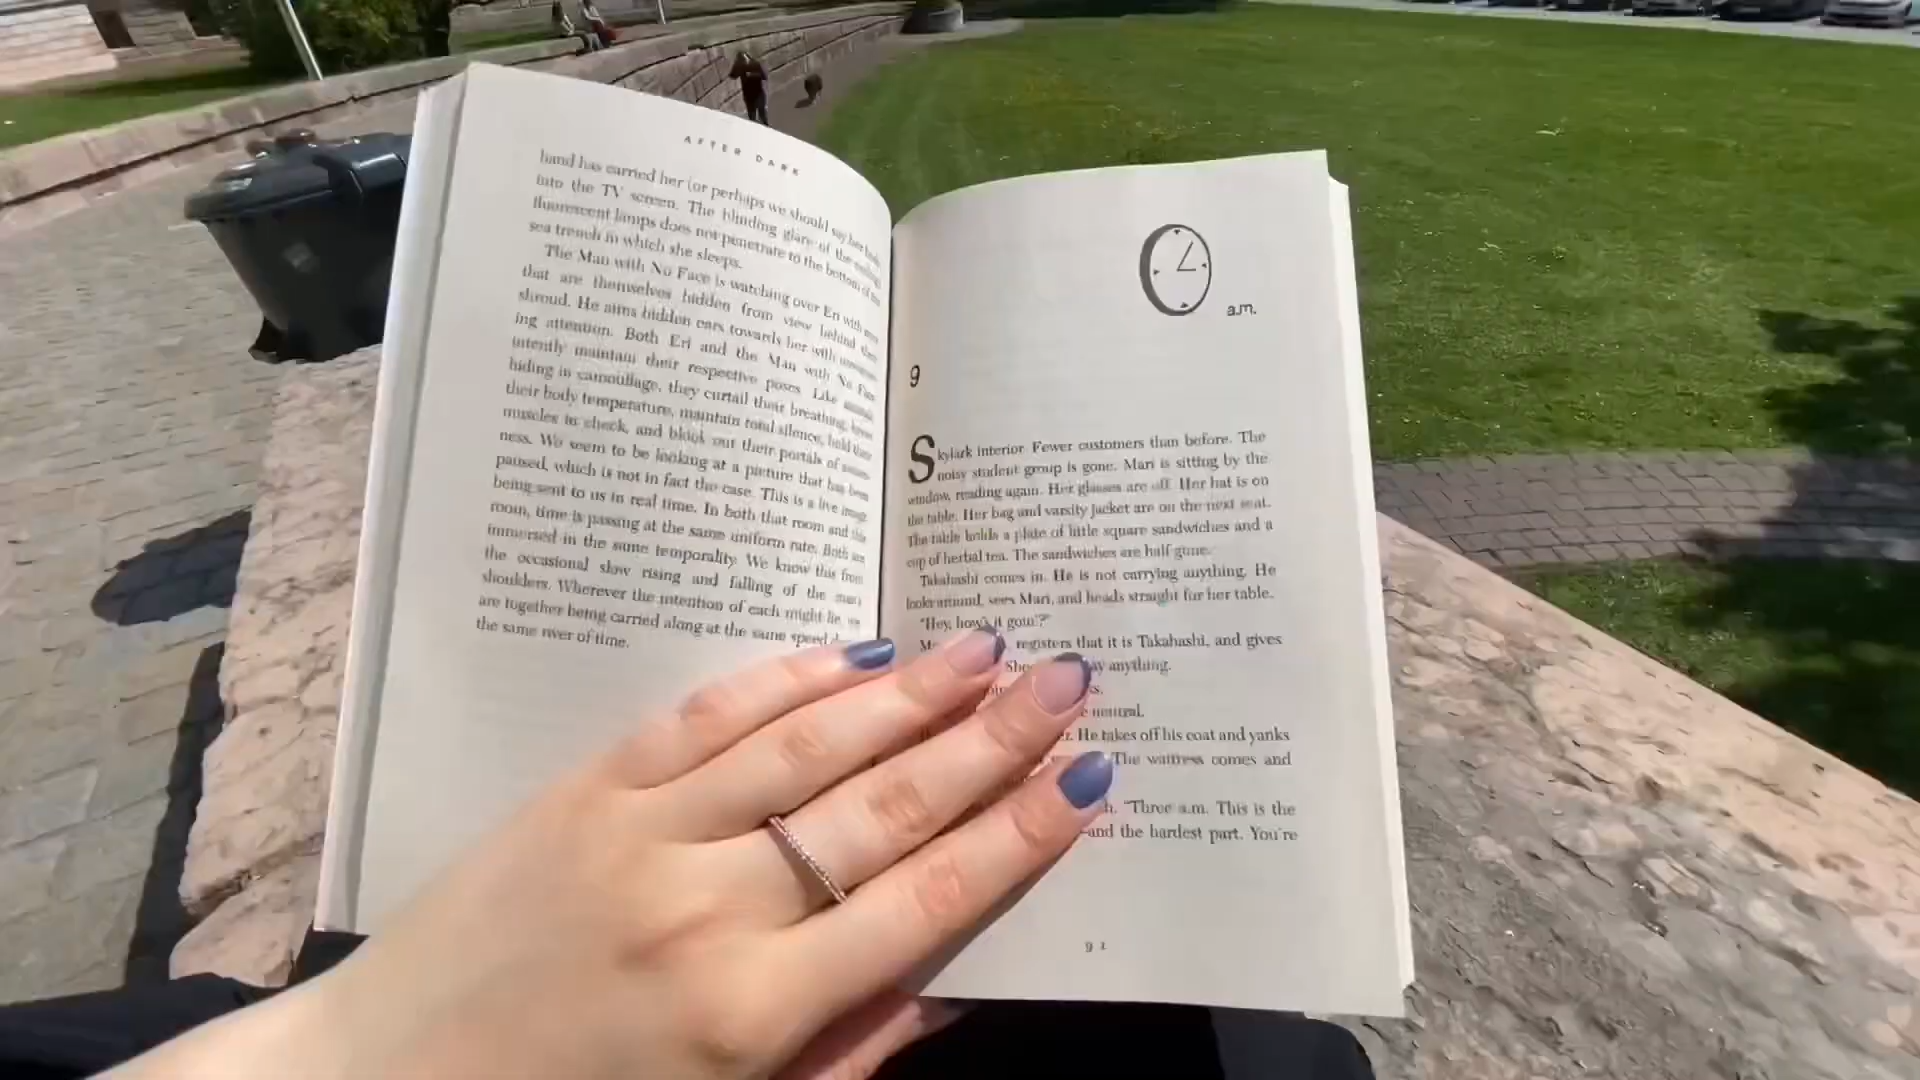 AFTER DARK
hand has carried her (or perhaps we should say her
into the TV screen. The blinding glare of the
fluorescent lamps does not penetrate to the bottom of the
sea trench in which she sleeps.
The Man with No Face is watching over Eri with
that are themselves hidden from view behind
shroud. He aims hidden ears towards her with
ing attention. Both Eri and the Man with No Face
intently maintain their respective poses. Like
hiding in camouflage, they curtail their breathing,
their body temperature, maintain total silence, hold their
muscles in check, and block out their portals of
ness. We seem to be looking at a picture that has been
paused, which is not in fact the case. This is a live image
being sent to us in real time. In both that room and this
room, time is passing at the same uniform rate. Both are
immersed in the same temporality. We know this from
the occasional slow rising and falling of the man's
shoulders. Wherever the intention of each might lie, we
are together being carried along at the same speed
the same river of time.
a.m.
9
Skylark interior. Fewer customers than before. The
noisy student group is gone. Mari is sitting by the
window, reading again. Her glasses are off. Her hat is on
the table. Her bag and varsity jacket are on the next seat.
The table holds a plate of little square sandwiches and a
cup of herbal tea. The sandwiches are half gone.
Takahashi comes in. He is not carrying anything. He
looks around, sees Mari, and heads straight for her table.
"Hey, how's it goin'?"
registers that it is Takahashi, and gives
She anything.
neutral.
He takes off his coat and yanks
The waitress comes and
"Three a.m. This is the
–and the hardest part. You're
91